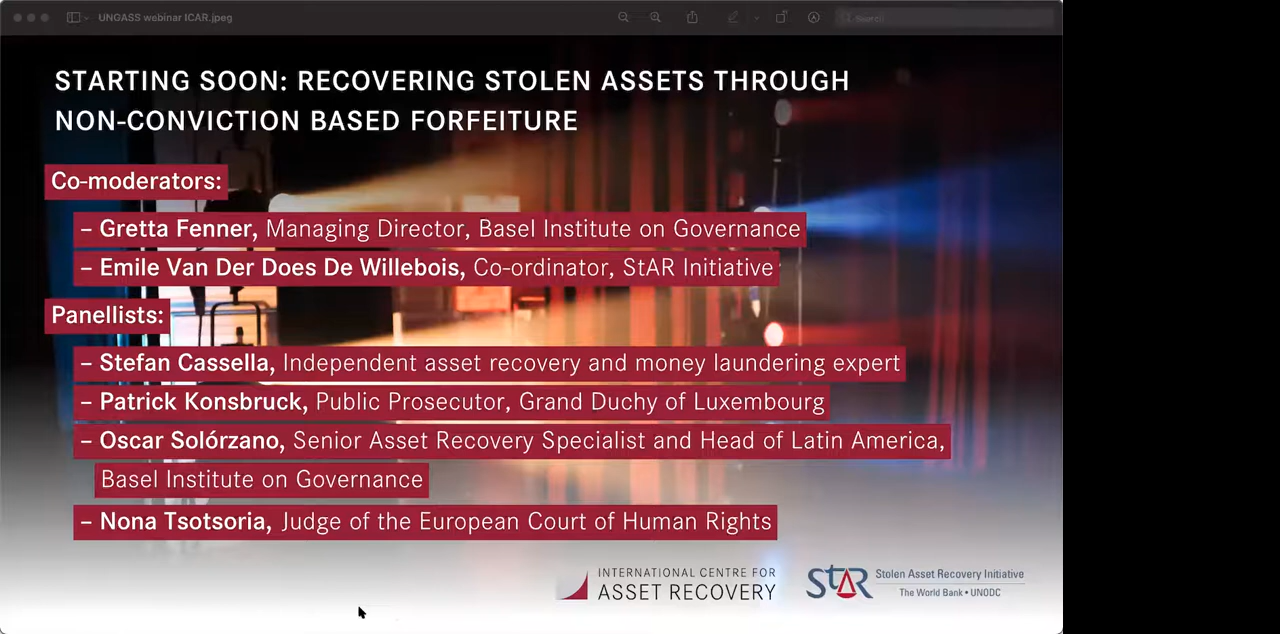 UNGASS webinar ICAR.jpeg
Search
STARTING SOON: RECOVERING STOLEN ASSETS THROUGH
NON-CONVICTION BASED FORFEITURE
Co-moderators:
– Gretta Fenner, Managing Director, Basel Institute on Governance
– Emile Van Der Does De Willebois, Co-ordinator, StAR Initiative
Panellists:
– Stefan Cassella, Independent asset recovery and money laundering expert
– Patrick Konsbruck, Public Prosecutor, Grand Duchy of Luxembourg
– Oscar Solórzano, Senior Asset Recovery Specialist and Head of Latin America,
Basel Institute on Governance
– Nona Tsotsoria, Judge of the European Court of Human Rights
INTERNATIONAL CENTRE FOR
ASSET RECOVERY
StAR
Stolen Asset Recovery Initiative
The World Bank • UNODC